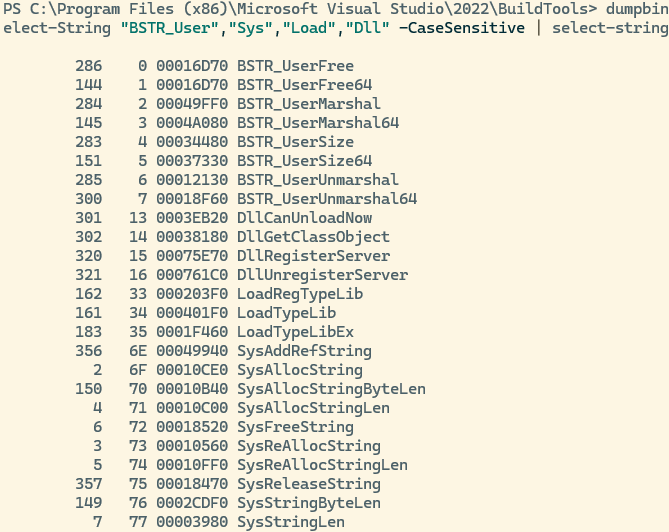 PS C:\Program Files (x86)\Microsoft Visual Studio\2022\BuildTools> dumpbin
elect-String "BSTR_User","Sys","Load","Dll" -CaseSensitive | select-string
286 0 00016D70 BSTR_UserFree
144 1 00016D70 BSTR_UserFree64
284 2 00049FF0 BSTR_UserMarshal
145 3 0004A080 BSTR_UserMarshal64
283 4 00034480 BSTR_UserSize
151 5 00037330 BSTR_UserSize64
285 6 00012130 BSTR_UserUnmarshal
300 7 00018F60 BSTR_UserUnmarshal64
301 13 0003EB20 DllCanUnloadNow
302 14 00038180 DllGetClassObject
320 15 00075E70 DllRegisterServer
321 16 000761C0 DllUnregisterServer
162 33 000203F0 LoadRegTypeLib
161 34 000401F0 LoadTypeLib
183 35 0001F460 LoadTypeLibEx
356 6E 00049940 SysAddRefString
2 6F 00010CE0 SysAllocString
150 70 00010B40 SysAllocStringByteLen
4 71 00010C00 SysAllocStringLen
6 72 00018520 SysFreeString
3 73 00010560 SysReAllocString
5 74 00010FF0 SysReAllocStringLen
357 75 00018470 SysReleaseString
149 76 0002CDF0 SysStringByteLen
7 77 00003980 SysStringLen